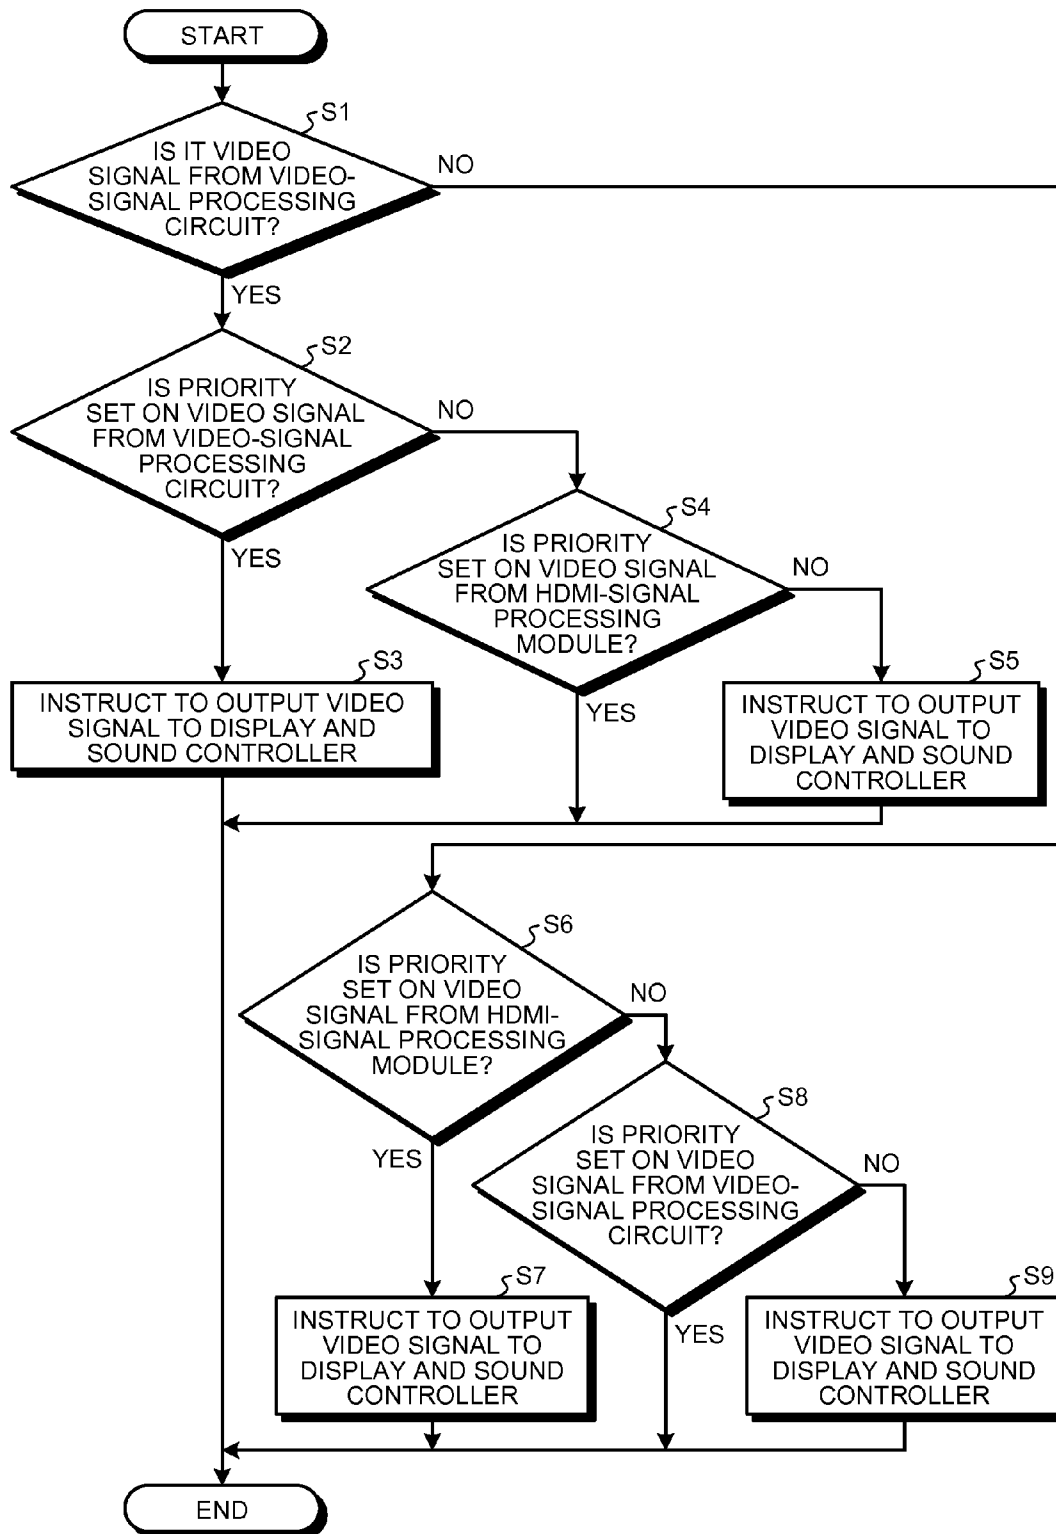 START
S1
IS IT VIDEO
SIGNAL FROM VIDEO-
SIGNAL PROCESSING
CIRCUIT?
NO
YES
S2
IS PRIORITY
SET ON VIDEO SIGNAL
FROM VIDEO-SIGNAL
PROCESSING
CIRCUIT?
NO
YES
S3
INSTRUCT TO OUTPUT VIDEO
SIGNAL TO DISPLAY AND
SOUND CONTROLLER
S4
IS PRIORITY
SET ON VIDEO SIGNAL
FROM HDMI-SIGNAL
PROCESSING
MODULE?
NO
YES
S5
INSTRUCT TO OUTPUT
VIDEO SIGNAL TO
DISPLAY AND SOUND
CONTROLLER
S6
IS PRIORITY
SET ON VIDEO
SIGNAL FROM HDMI-
SIGNAL PROCESSING
MODULE?
NO
YES
S7
INSTRUCT TO OUTPUT
VIDEO SIGNAL TO
DISPLAY AND SOUND
CONTROLLER
S8
IS PRIORITY
SET ON VIDEO
SIGNAL FROM VIDEO-
SIGNAL PROCESSING
CIRCUIT?
NO
YES
S9
INSTRUCT TO OUTPUT
VIDEO SIGNAL TO
DISPLAY AND SOUND
CONTROLLER
END